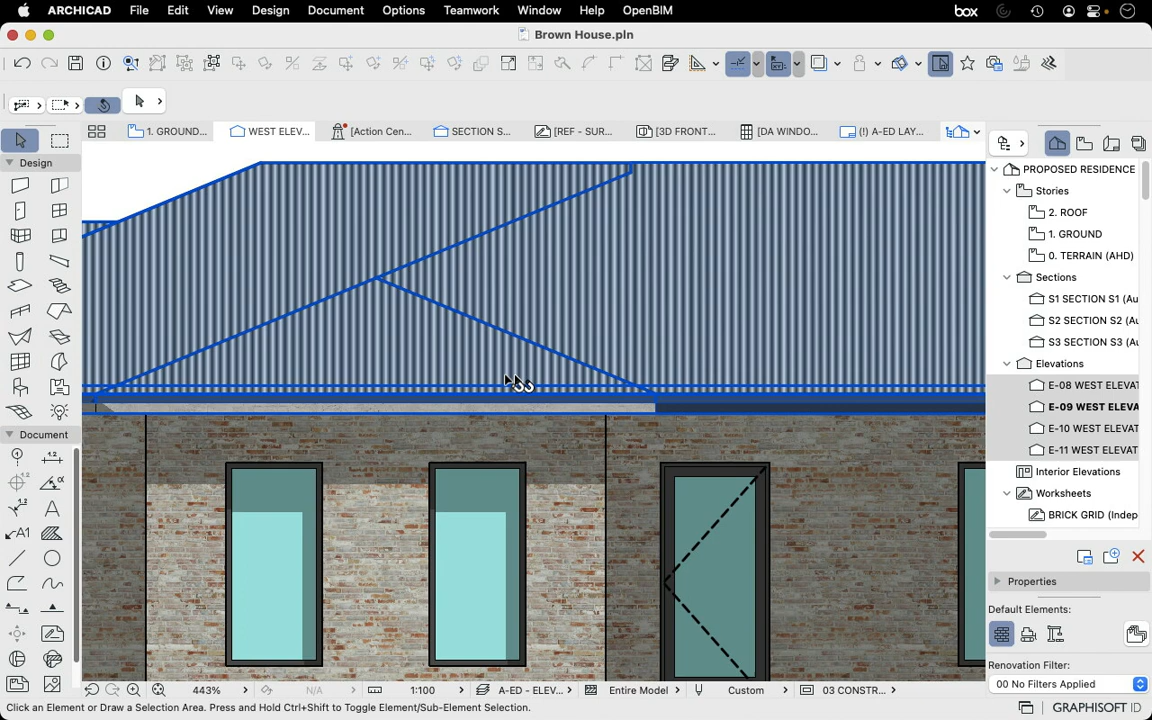 ARCHICAD File Edit View Design Document Options Teamwork Window Help OpenBIM box
Brown House.pln
1. GROUND... WEST ELEV... [Action Cen... SECTION S... [REF - SUR... [3D FRONT... [DA WINDO... (!) A-ED LAY...
Design
PROPOSED RESIDENCE
Stories
2. ROOF
1. GROUND
0. TERRAIN (AHD)
Sections
S1 SECTION S1 (Au
S2 SECTION S2 (Au
S3 SECTION S3 (Au
Elevations
E-08 WEST ELEVAT
E-09 WEST ELEVA
E-10 WEST ELEVAT
E-11 WEST ELEVAT
Interior Elevations
Worksheets
BRICK GRID (Indep
Document
1.2
1.2
A
A1
Properties
Default Elements:
Renovation Filter:
00 No Filters Applied
443% N/A 1:100 A-ED - ELEV... Entire Model Custom 03 CONSTR...
Click an Element or Draw a Selection Area. Press and Hold Ctrl+Shift to Toggle Element/Sub-Element Selection.
GRAPHISOFT ID